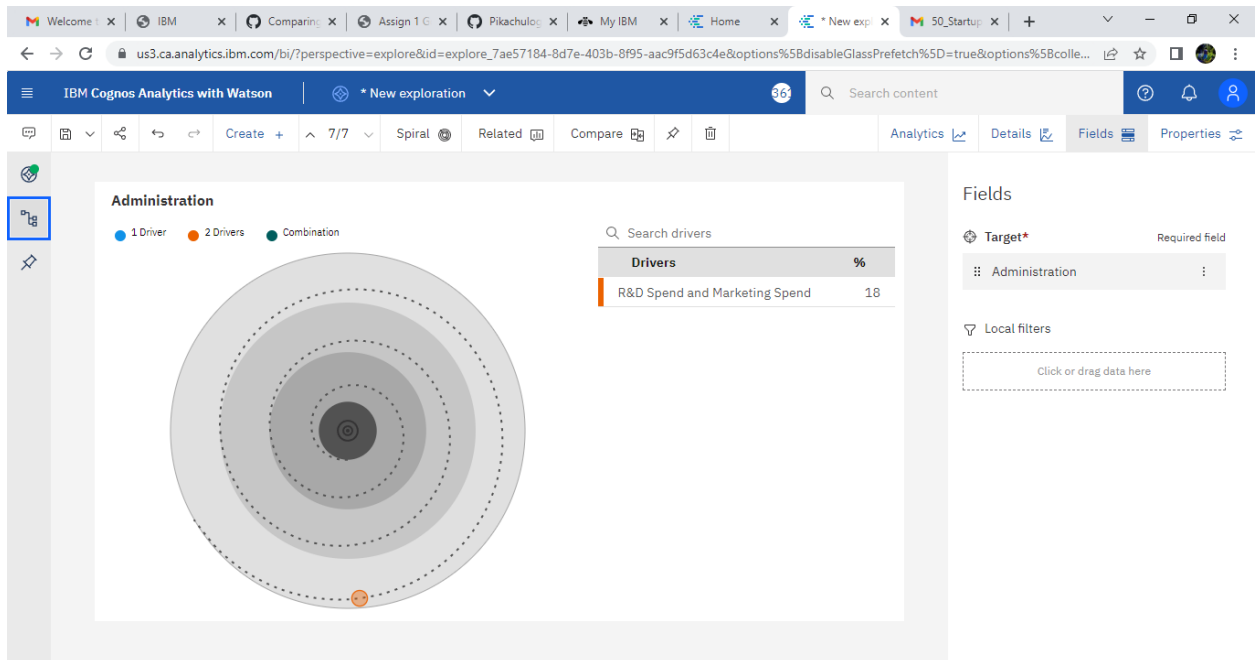 Welcome t
IBM
Comparing
Assign 1 G
Pikachulog
My IBM
Home
* New expl
50_Startup
us3.ca.analytics.ibm.com/bi/?perspective=explore&id=explore_7ae57184-8d7e-403b-8f95-aac9f5d63c4e&options%5BdisableGlassPrefetch%5D=true&options%5Bcolle...
IBM Cognos Analytics with Watson
* New exploration
Search content
Create +
7/7
Spiral
Related
Compare
Analytics
Details
Fields
Properties
Administration
1 Driver
2 Drivers
Combination
Search drivers
Drivers %
R&D Spend and Marketing Spend 18
Fields
Target* Required field
Administration
Local filters
Click or drag data here